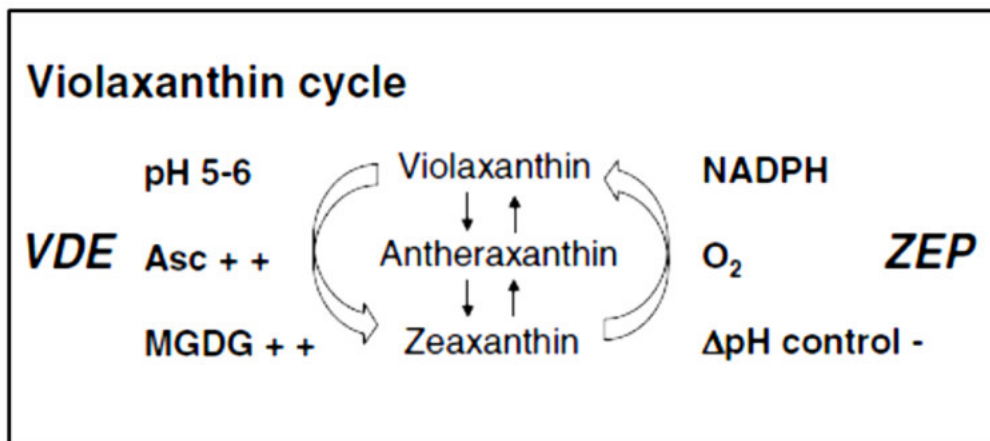 Violaxanthin cycle
pH 5-6 Violaxanthin NADPH
VDE Asc + + Antheraxanthin O₂ ZEP
MGDG + + Zeaxanthin ΔpH control -